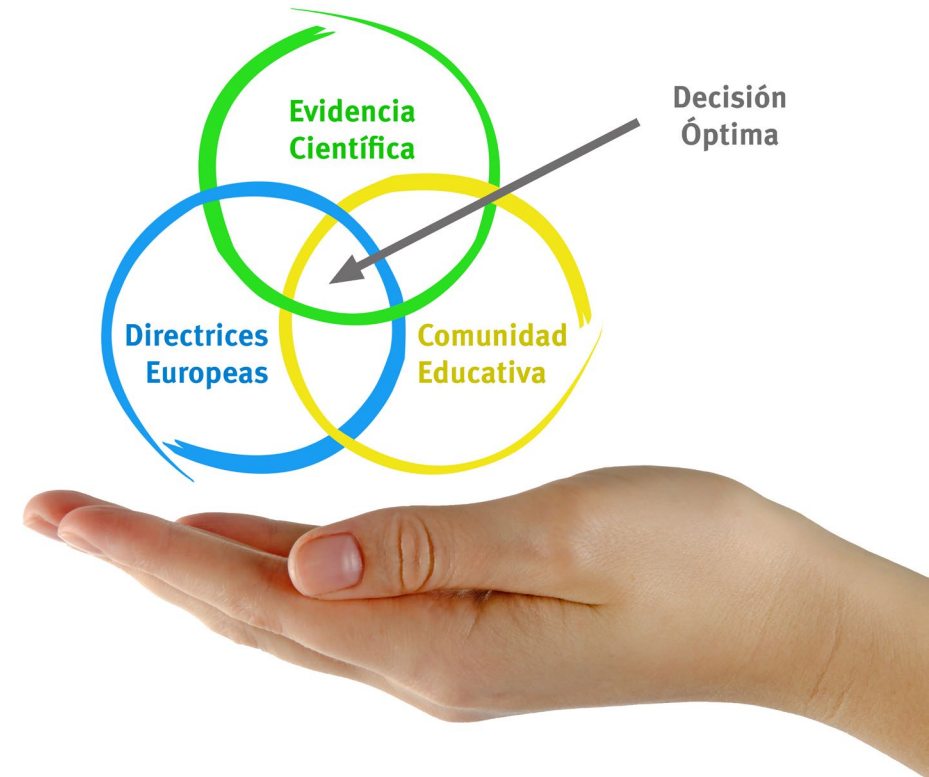 Evidencia
Científica
Decisión
Óptima
Directrices
Europeas
Comunidad
Educativa